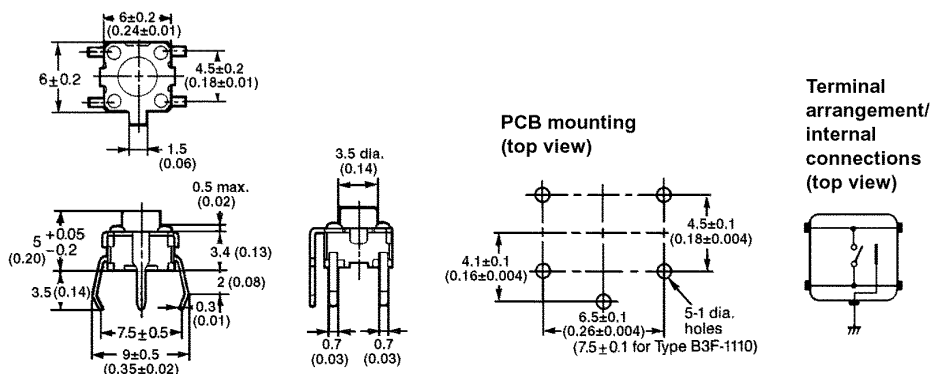 6±0.2
(0.24±0.01)
6±0.2
4.5±0.2
(0.18±0.01)
1.5
(0.06)
0.5 max.
(0.02)
5 +0.05
-0.2
(0.20)
3.4 (0.13)
3.5 (0.14)
2 (0.08)
0.3
(0.01)
7.5±0.5
9±0.5
(0.35±0.02)
3.5 dia.
(0.14)
0.7
(0.03)
0.7
(0.03)
PCB mounting
(top view)
4.5±0.1
(0.18±0.004)
4.1±0.1
(0.16±0.004)
6.5±0.1
(0.26±0.004)
(7.5±0.1 for Type B3F-1110)
5-1 dia.
holes
Terminal
arrangement/
internal
connections
(top view)